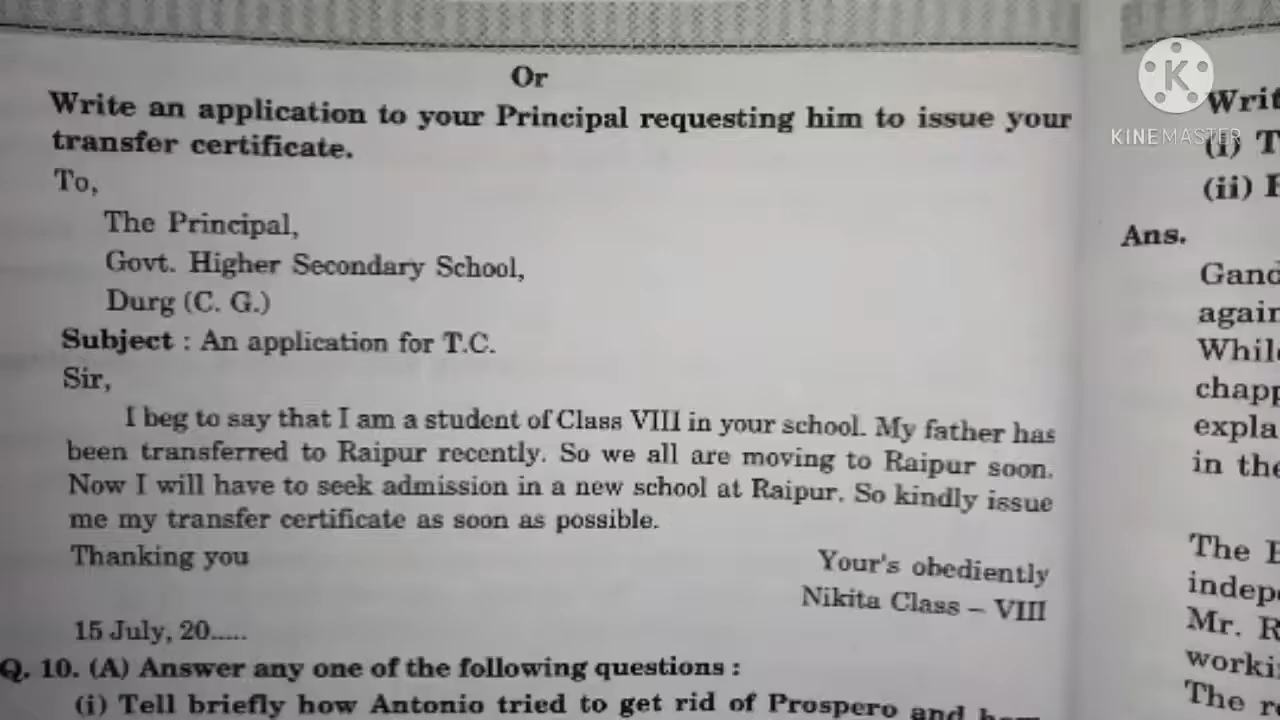 Or
Write an application to your Principal requesting him to issue your
transfer certificate.
To,
The Principal,
Govt. Higher Secondary School,
Durg (C. G.)
Subject : An application for T.C.
Sir,
I beg to say that I am a student of Class VIII in your school. My father has
been transferred to Raipur recently. So we all are moving to Raipur soon.
Now I will have to seek admission in a new school at Raipur. So kindly issue
me my transfer certificate as soon as possible.
Thanking you
Your's obediently
Nikita Class – VIII
15 July, 20.....
Q. 10. (A) Answer any one of the following questions :
(i) Tell briefly how Antonio tried to get rid of Prospero and
K
KINEMASTER
(i)
(ii)
Ans.
The
Mr.
The